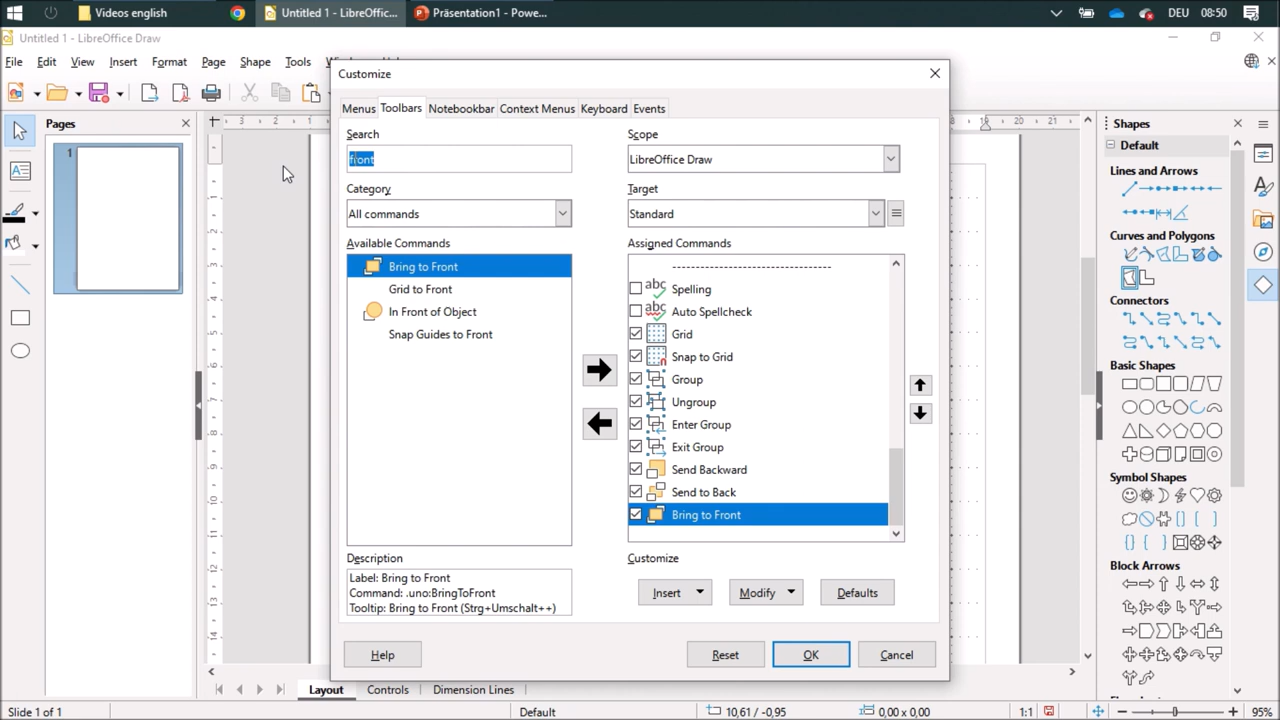 Videos english
Untitled 1 - LibreOffic...
Präsentation1 - Powe...
DEU
08:50
Untitled 1 - LibreOffice Draw
File Edit View Insert Format Page Shape Tools
Customize
Menus Toolbars Notebookbar Context Menus Keyboard Events
Pages
1
Search
front
Category
All commands
Available Commands
Bring to Front
Grid to Front
In Front of Object
Snap Guides to Front
Description
Label: Bring to Front
Command: .uno:BringToFront
Tooltip: Bring to Front (Strg+Umschalt++)
Scope
LibreOffice Draw
Target
Standard
Assigned Commands
Spelling
Auto Spellcheck
Grid
Snap to Grid
Group
Ungroup
Enter Group
Exit Group
Send Backward
Send to Back
Bring to Front
Customize
Insert Modify Defaults
Help Reset OK Cancel
Shapes
Default
Lines and Arrows
Curves and Polygons
Connectors
Basic Shapes
Symbol Shapes
Block Arrows
Layout Controls Dimension Lines
Slide 1 of 1
Default
10,61 / -0,95
0,00 x 0,00
1:1
95%